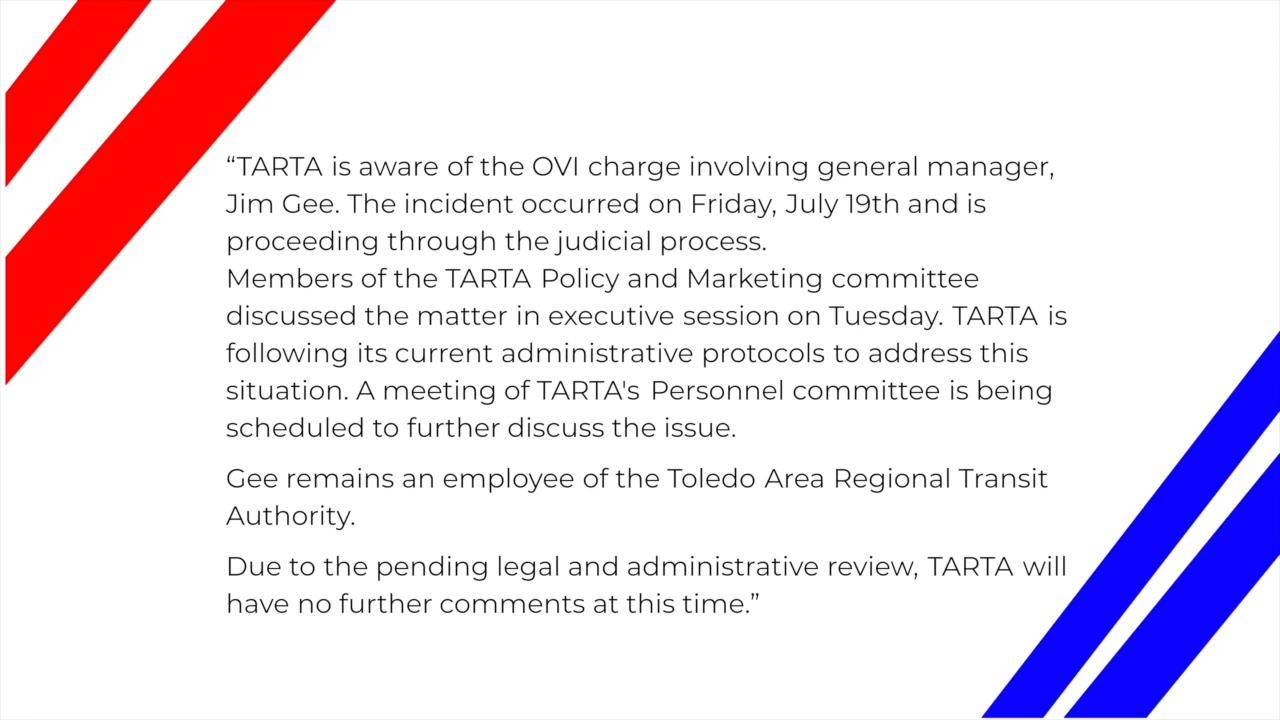 “TARTA is aware of the OVI charge involving general manager,
Jim Gee. The incident occurred on Friday, July 19th and is
proceeding through the judicial process.
Members of the TARTA Policy and Marketing committee
discussed the matter in executive session on Tuesday. TARTA is
following its current administrative protocols to address this
situation. A meeting of TARTA's Personnel committee is being
scheduled to further discuss the issue.
Gee remains an employee of the Toledo Area Regional Transit
Authority.
Due to the pending legal and administrative review, TARTA will
have no further comments at this time.”